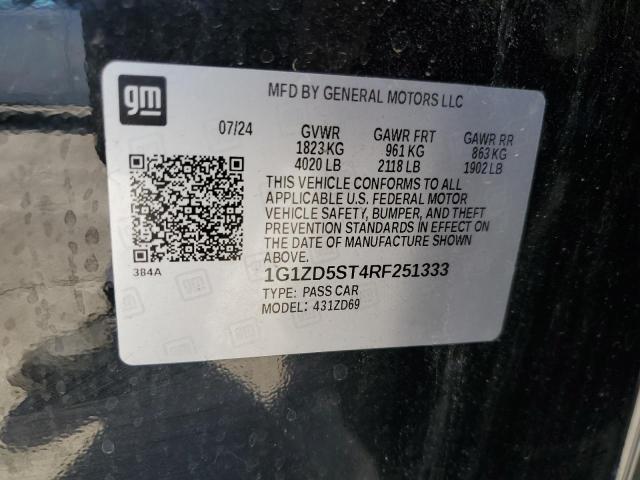 gm
MFD BY GENERAL MOTORS LLC
07/24 GVWR GAWR FRT GAWR RR
1823 KG 961 KG 863 KG
4020 LB 2118 LB 1902 LB
THIS VEHICLE CONFORMS TO ALL
APPLICABLE U.S. FEDERAL MOTOR
VEHICLE SAFETY, BUMPER, AND THEFT
PREVENTION STANDARDS IN EFFECT ON
THE DATE OF MANUFACTURE SHOWN
ABOVE.
384A
1G1ZD5ST4RF251333
TYPE: PASS CAR
MODEL: 431ZD69